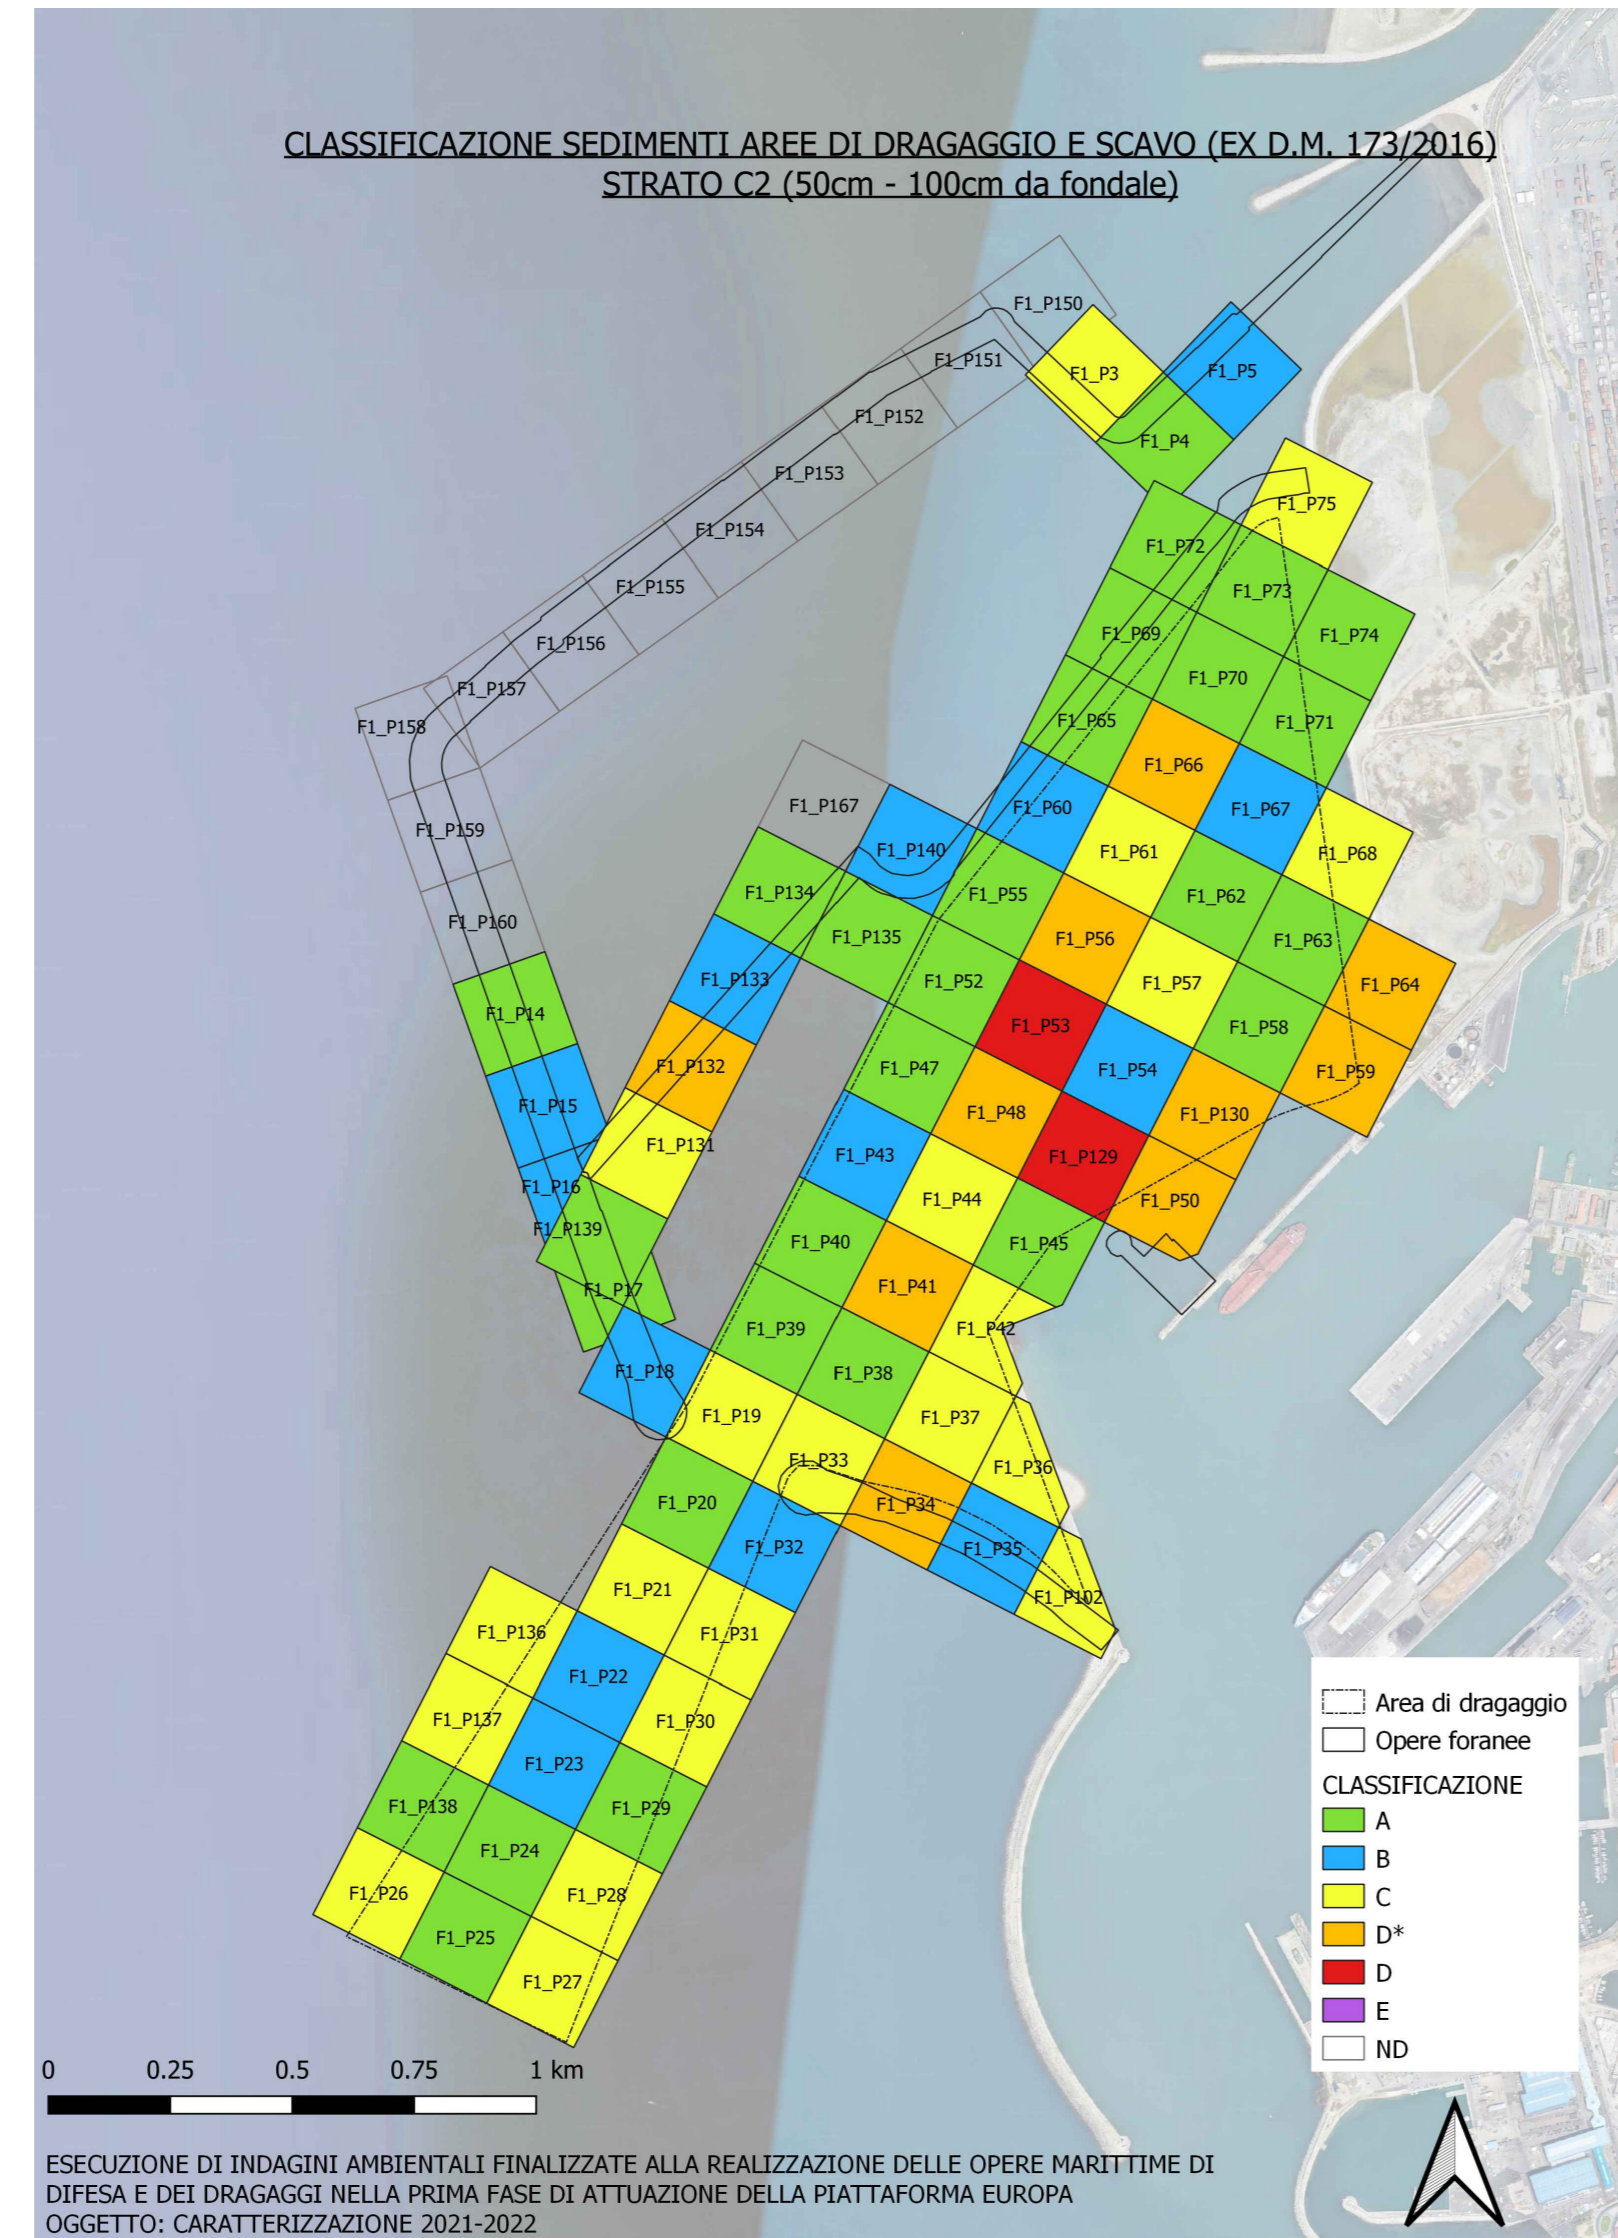 CLASSIFICAZIONE SEDIMENTI AREE DI DRAGAGGIO E SCAVO (EX D.M. 173/2016)
STRATO C2 (50cm - 100cm da fondale)
F1_P150
F1_P151
F1_P3
F1_P5
F1_P152
F1_P4
F1_P153
F1_P75
F1_P154
F1_P72
F1_P155
F1_P73
F1_P156
F1_P69
F1_P74
F1_P157
F1_P70
F1_P158
F1_P65
F1_P71
F1_P66
F1_P167
F1_P60
F1_P67
F1_P159
F1_P140
F1_P61
F1_P68
F1_P134
F1_P55
F1_P62
F1_P160
F1_P135
F1_P56
F1_P63
F1_P133
F1_P52
F1_P57
F1_P64
F1_P14
F1_P53
F1_P58
F1_P132
F1_P47
F1_P54
F1_P59
F1_P15
F1_P48
F1_P130
F1_P131
F1_P43
F1_P129
F1_P16
F1_P44
F1_P50
F1_P139
F1_P40
F1_P45
F1_P17
F1_P41
F1_P39
F1_P42
F1_P18
F1_P38
F1_P19
F1_P37
F1_P33
F1_P36
F1_P20
F1_P34
F1_P32
F1_P35
F1_P21
F1_P102
F1_P136
F1_P31
F1_P22
F1_P137
F1_P30
F1_P23
F1_P138
F1_P29
F1_P24
F1_P26
F1_P28
F1_P25
F1_P27
Area di dragaggio
Opere foranee
CLASSIFICAZIONE
A
B
C
D*
D
E
ND
0 0.25 0.5 0.75 1 km
ESECUZIONE DI INDAGINI AMBIENTALI FINALIZZATE ALLA REALIZZAZIONE DELLE OPERE MARITTIME DI
DIFESA E DEI DRAGAGGI NELLA PRIMA FASE DI ATTUAZIONE DELLA PIATTAFORMA EUROPA
OGGETTO: CARATTERIZZAZIONE 2021-2022